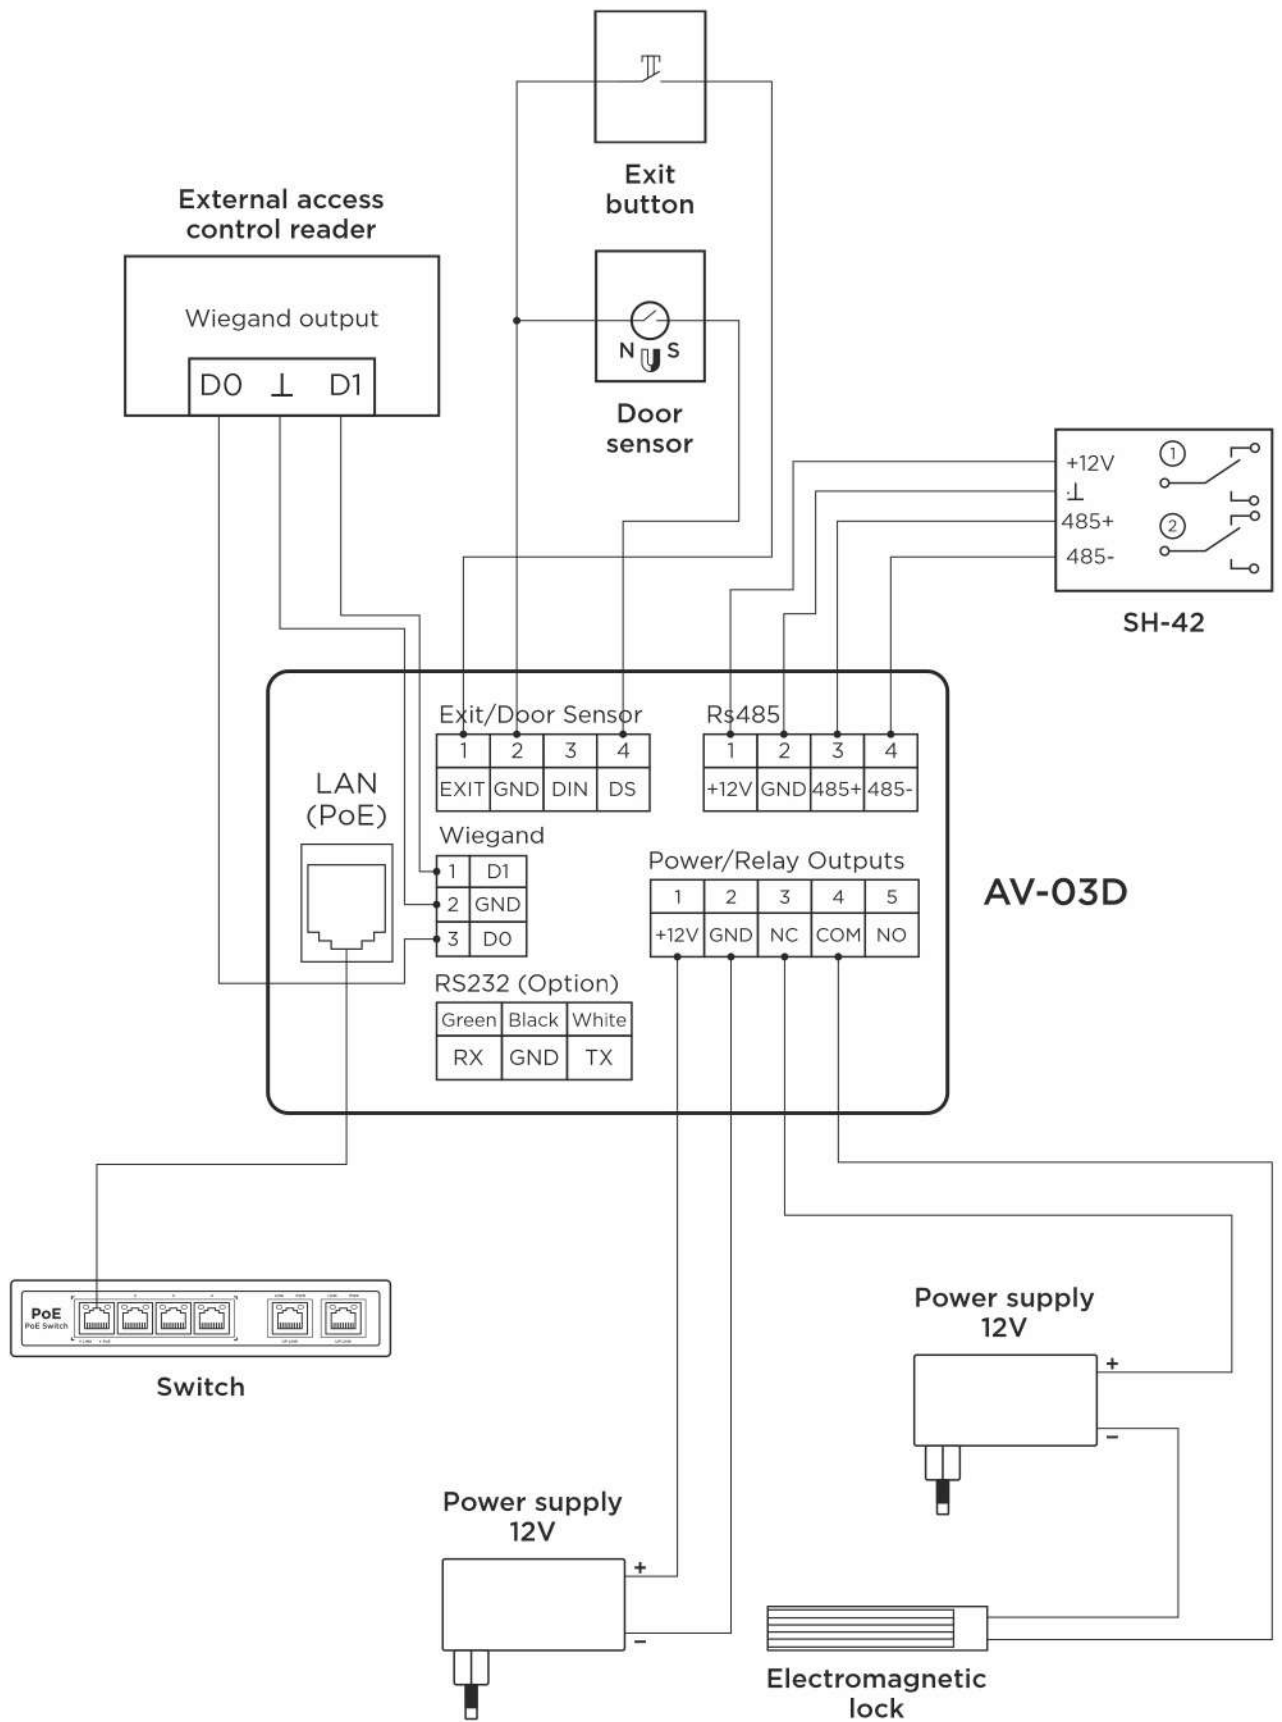 Exit
button
External access
control reader
Wiegand output
D0 ⊥ D1
N S
Door
sensor
+12V
⊥
485+
485-
1
2
SH-42
Exit/Door Sensor
1 2 3 4
EXIT GND DIN DS
Rs485
1 2 3 4
+12V GND 485+ 485-
LAN
(PoE)
Wiegand
1 D1
2 GND
3 D0
Power/Relay Outputs
1 2 3 4 5
+12V GND NC COM NO
AV-03D
RS232 (Option)
Green Black White
RX GND TX
PoE
PoE Switch
Switch
Power supply
12V
+
-
Power supply
12V
+
-
Electromagnetic
lock